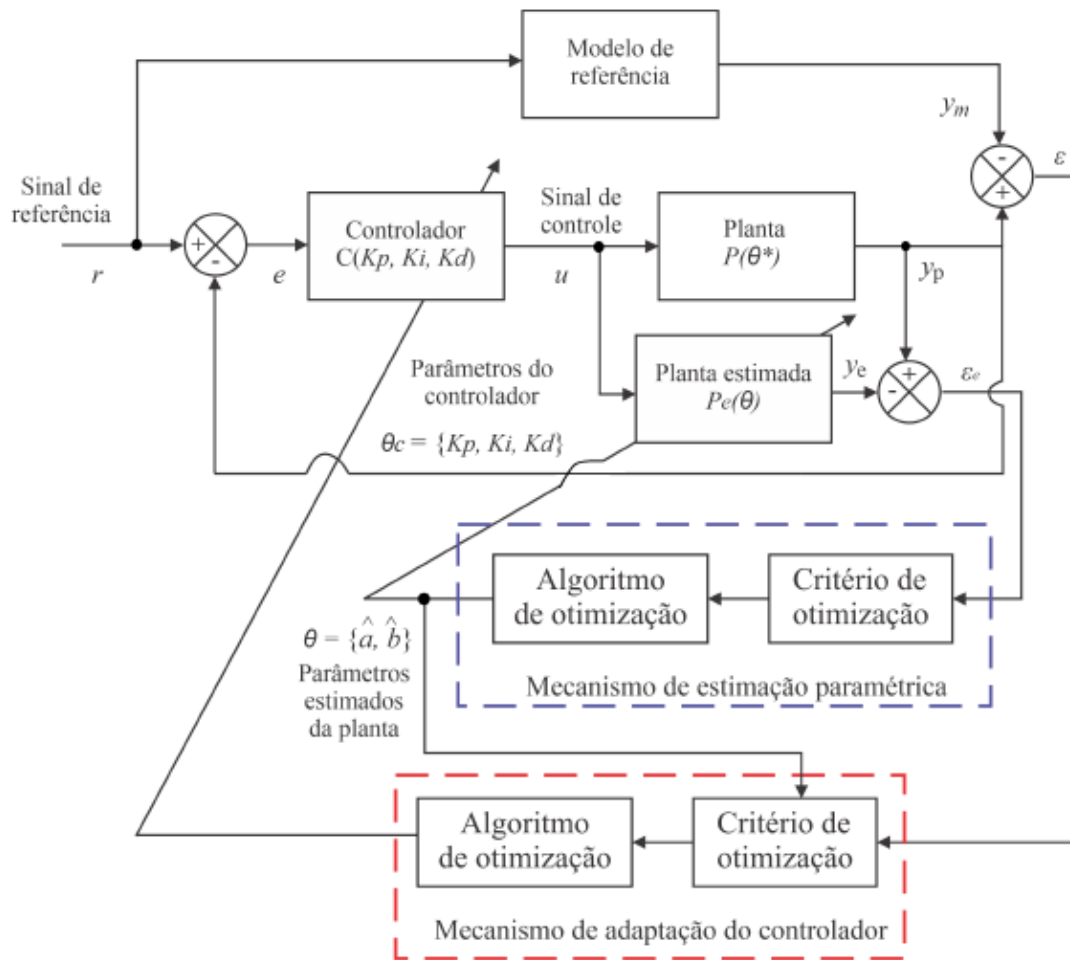 Modelo de
referência
y_m
-
+
ε
Sinal de
referência
r
+
-
e
Controlador
C(Kp, Ki, Kd)
Sinal de
controle
u
Planta
P(θ*)
y_p
Parâmetros do
controlador
θc = {Kp, Ki, Kd}
Planta estimada
Pe(θ)
y_e
+
-
ε_e
Algoritmo
de otimização
Critério de
otimização
Mecanismo de estimação paramétrica
θ = {â, b̂}
Parâmetros
estimados
da planta
Algoritmo
de otimização
Critério de
otimização
Mecanismo de adaptação do controlador